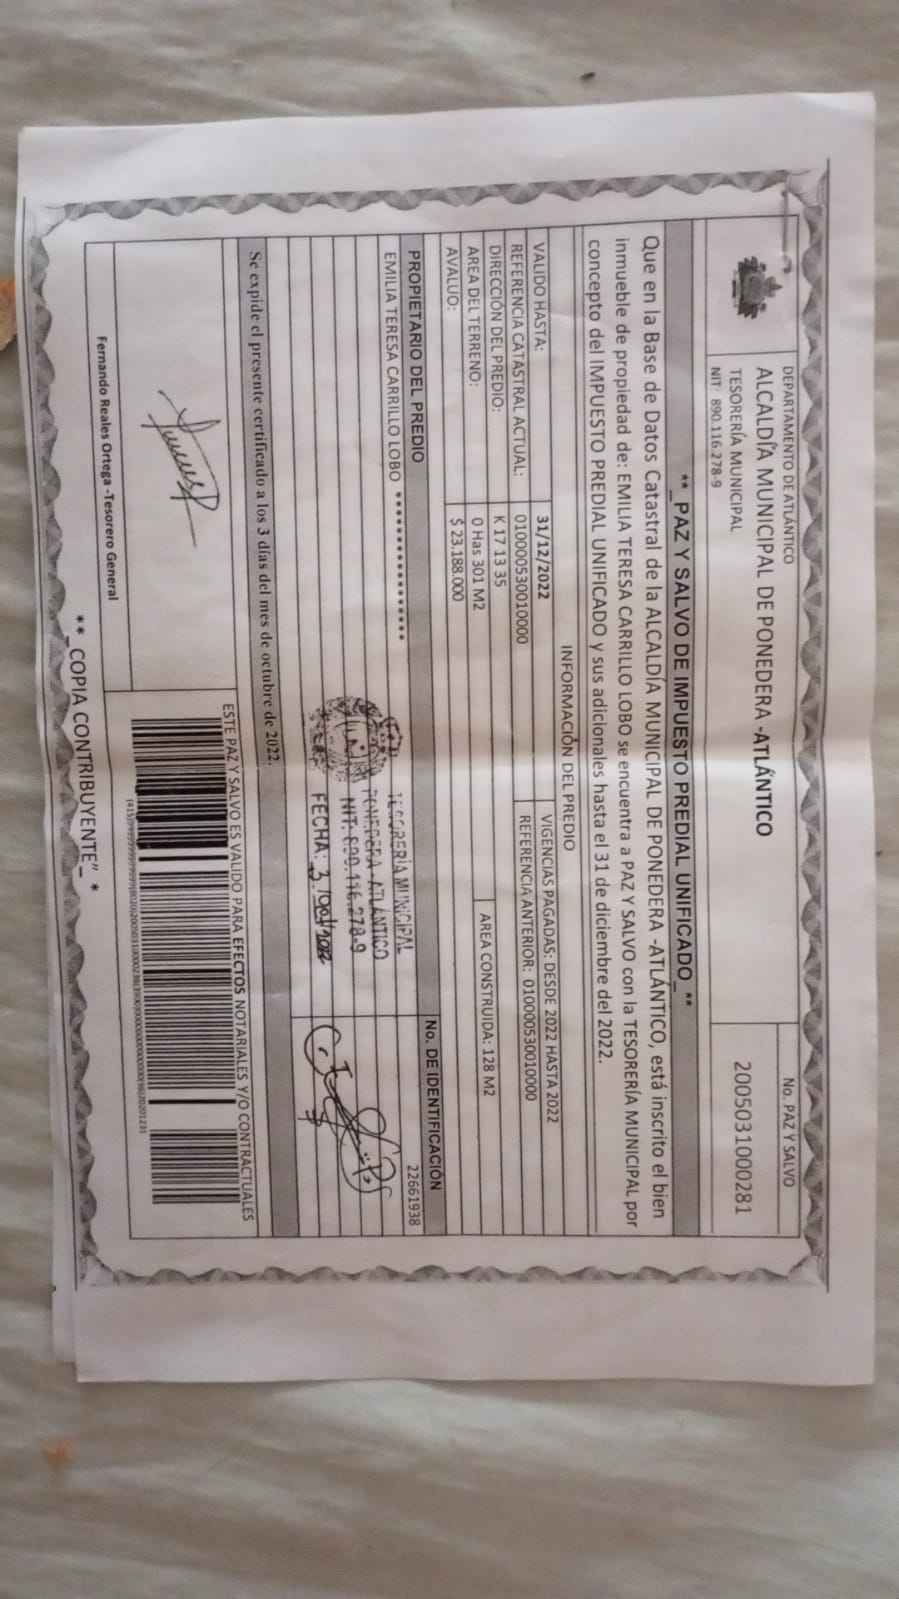 DEPARTAMENTO DE ATLÁNTICO
ALCALDÍA MUNICIPAL DE PONEDERA -ATLÁNTICO
TESORERÍA MUNICIPAL
NIT: 890.116.278-9
No. PAZ Y SALVO
2005031000281
**_PAZ Y SALVO DE IMPUESTO PREDIAL UNIFICADO_**
Que en la Base de Datos Catastral de la ALCALDÍA MUNICIPAL DE PONEDERA -ATLÁNTICO, está inscrito el bien
inmueble de propiedad de: EMILIA TERESA CARRILLO LOBO se encuentra a PAZ Y SALVO con la TESORERÍA MUNICIPAL por
concepto del IMPUESTO PREDIAL UNIFICADO y sus adicionales hasta el 31 de diciembre del 2022.
INFORMACIÓN DEL PREDIO
VALIDO HASTA: 31/12/2022 VIGENCIAS PAGADAS: DESDE 2022 HASTA 2022
REFERENCIA CATASTRAL ACTUAL: 010000530010000 REFERENCIA ANTERIOR: 010000530010000
DIRECCIÓN DEL PREDIO: K 17 13 35
AREA DEL TERRENO: 0 Has 301 M2 AREA CONSTRUIDA: 128 M2
AVALUO: $ 23.188.000
PROPIETARIO DEL PREDIO No. DE IDENTIFICACIÓN
EMILIA TERESA CARRILLO LOBO ****************** 22661938
TESORERÍA MUNICIPAL
PONEDERA - ATLÁNTICO
NIT: 890.116.278-9
FECHA: 3/oct/2022
Se expide el presente certificado a los 3 días del mes de octubre de 2022.
ESTE PAZ Y SALVO ES VALIDO PARA EFECTOS NOTARIALES Y/O CONTRACTUALES
Fernando Reales Ortega -Tesorero General
**_COPIA CONTRIBUYENTE"_*